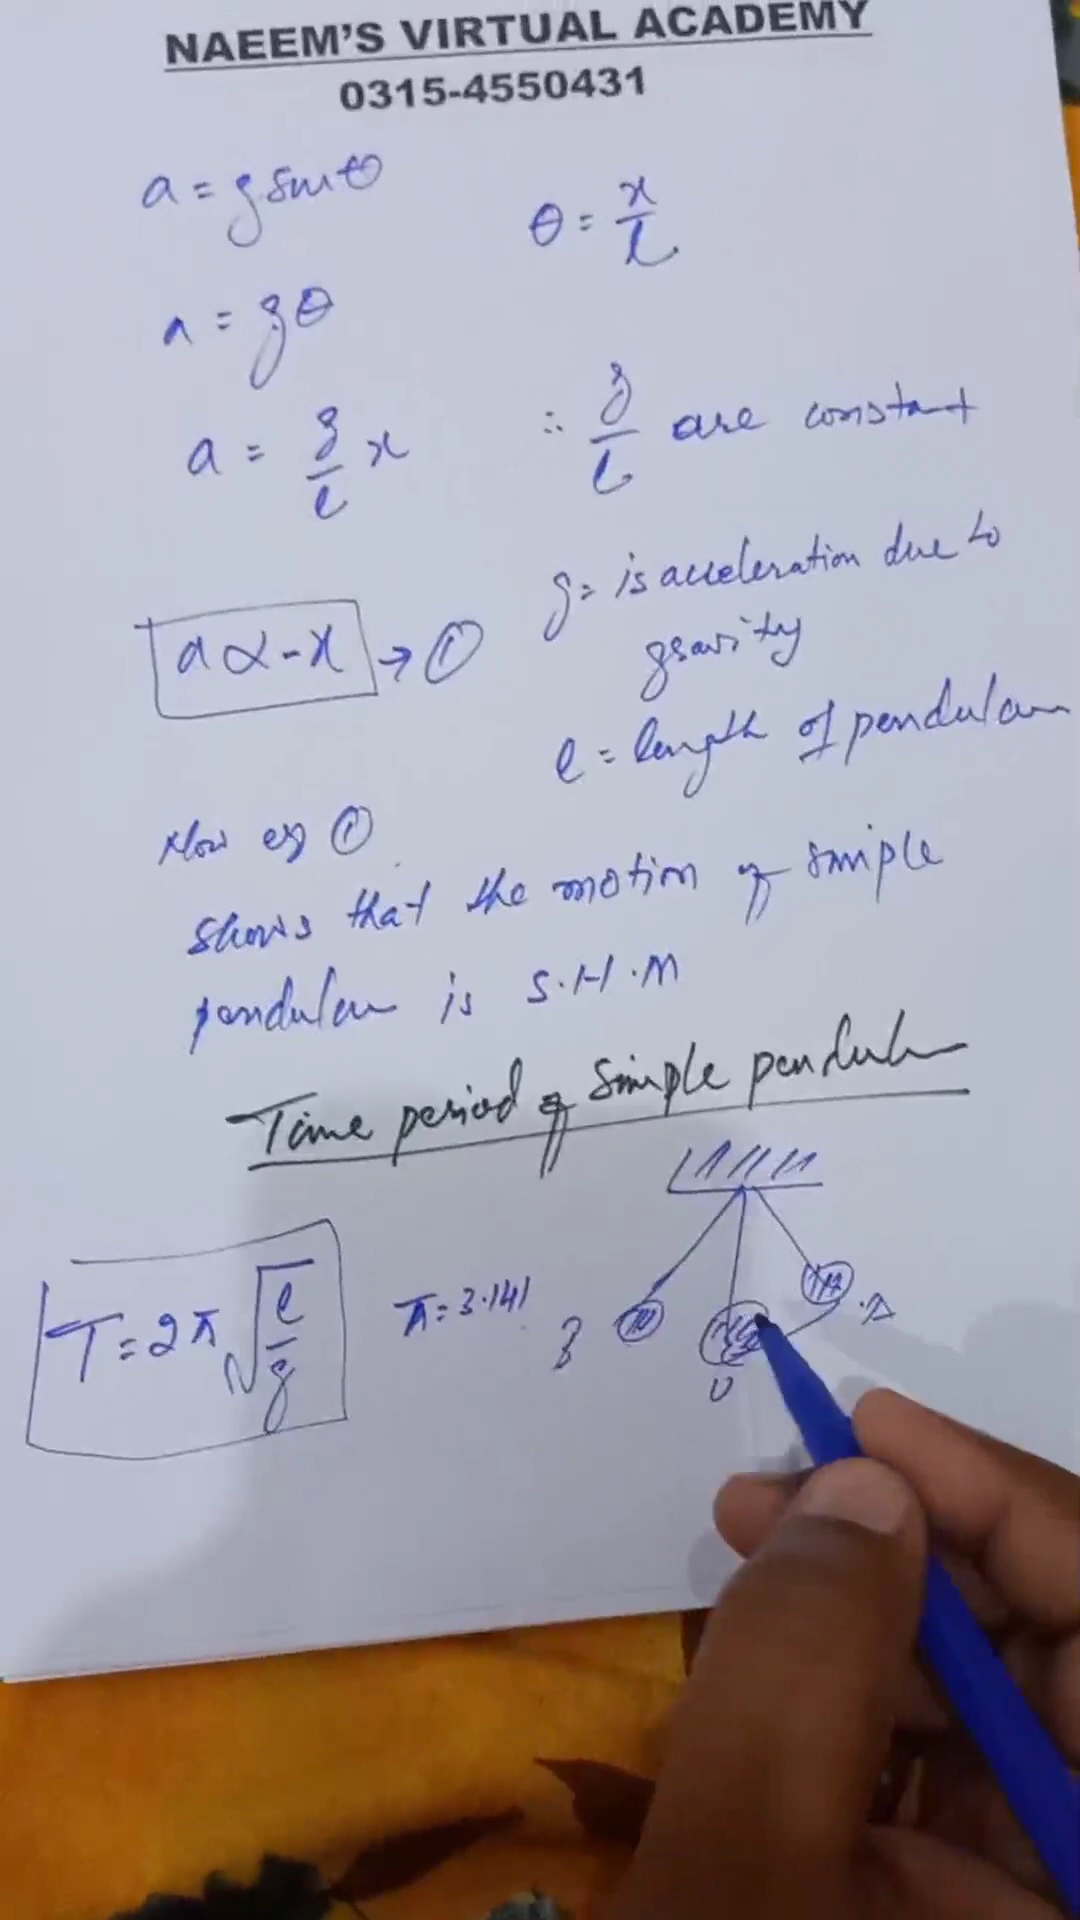 NAEEM'S VIRTUAL ACADEMY
0315-4550431
a = g sinθ
θ = x/l
a = gθ
a = g/l x
∴ g/l are constant
g = is acceleration due to
gravity
a ∝ -x → ①
l = length of pendulum
Now eq ①
shows that the motion of simple
pendulum is S.H.M
Time period of Simple pendulum
T = 2π √l/g
π = 3.141